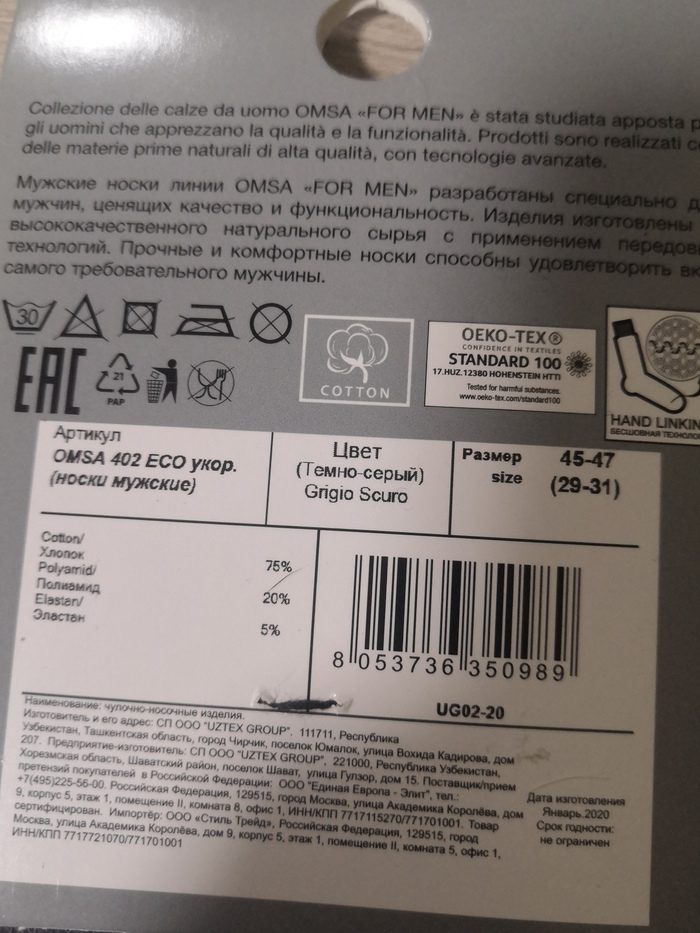 Collezione delle calze da uomo OMSA «FOR MEN» è stata studiata apposta
gli uomini che apprezzano la qualità e la funzionalità. Prodotti sono realizzati
delle materie prime naturali di alta qualità, con tecnologie avanzate.
Мужские носки линии OMSA «FOR MEN» разработаны специально
мужчин, ценящих качество и функциональность. Изделия изготовлены
высококачественного натурального сырья с применением передов
технологий. Прочные и комфортные носки способны удовлетворить вк
самого требовательного мужчины.
30
EAC
21
PAP
COTTON
OEKO-TEX®
CONFIDENCE IN TEXTILES
STANDARD 100
17.HUZ.12380 HOHENSTEIN HTTI
Tested for harmful substances.
www.oeko-tex.com/standard100
HAND LINKIN
БЕСШОВНАЯ ТЕХНОЛО
Артикул
OMSA 402 ECO укор.
(носки мужские)
Цвет
(Темно-серый)
Grigio Scuro
Размер
size
45-47
(29-31)
Cotton/
Хлопок
75%
Polyamid/
Полиамид
20%
Elastan/
Эластан
5%
8 053736 350989
UG02-20
Наименование: чулочно-носочные изделия.
Изготовитель и его адрес: СП ООО "UZTEX GROUP". 111711, Республика
Узбекистан, Ташкентская область, город Чирчик, поселок Юмалок, улица Вохида Кадирова, дом
207. Предприятие-изготовитель: СП ООО "UZTEX GROUP", 221000, Республика Узбекистан,
Хорезмская область, Шаватский район, поселок Шават, улица Гулзор, дом 15. Поставщик/прием
претензий покупателей в Российской Федерации: ООО "Единая Европа - Элит", тел.:
+7(495)225-56-00. Российская Федерация, 129515, город Москва, улица Академика Королёва, дом
9, корпус 5, этаж 1, помещение II, комната 8, офис 1, ИНН/КПП 7717115270/771701001. Товар
сертифицирован. Импортёр: ООО «Стиль Трейд», Российская Федерация, 129515, город
Москва, улица Академика Королёва, дом 9, корпус 5, этаж 1, помещение II, комната 5, офис 1,
ИНН/КПП 7717721070/771701001
Дата изготовления
Январь.2020
Срок годности:
не ограничен